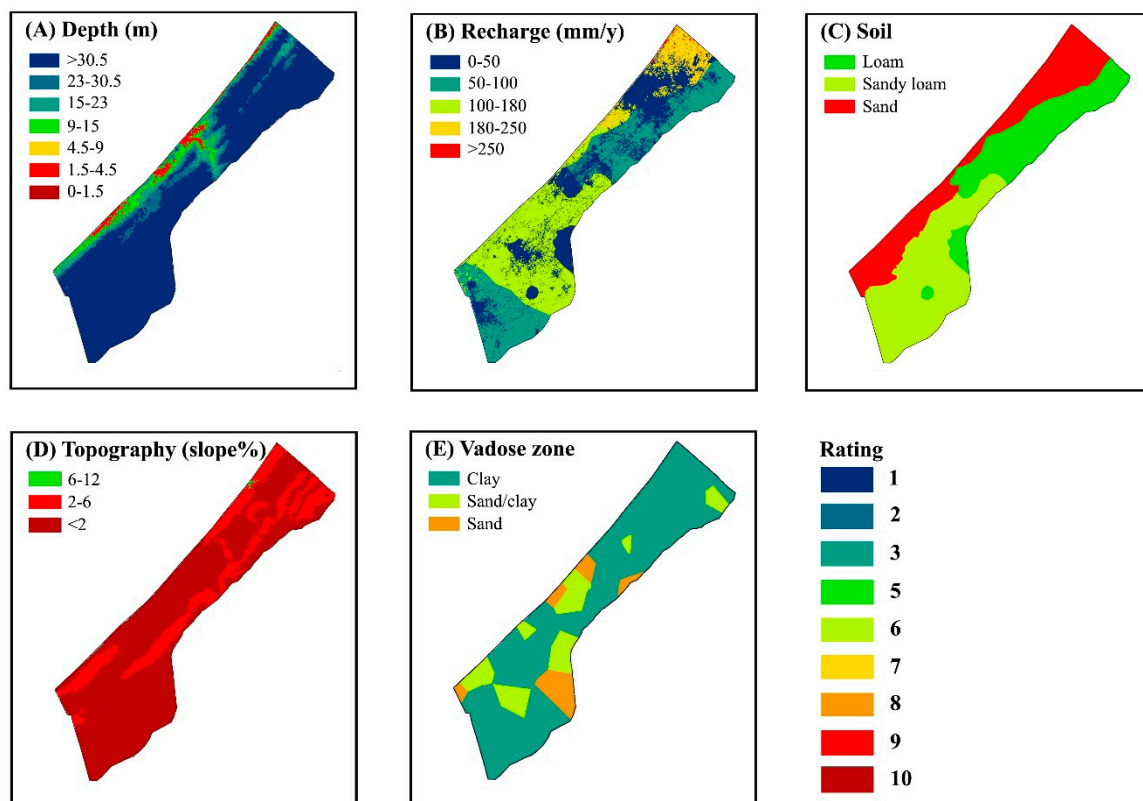 (A) Depth (m)
>30.5
23-30.5
15-23
9-15
4.5-9
1.5-4.5
0-1.5
(B) Recharge (mm/y)
0-50
50-100
100-180
180-250
>250
(C) Soil
Loam
Sandy loam
Sand
(D) Topography (slope%)
6-12
2-6
<2
(E) Vadose zone
Clay
Sand/clay
Sand
Rating
1
2
3
5
6
7
8
9
10